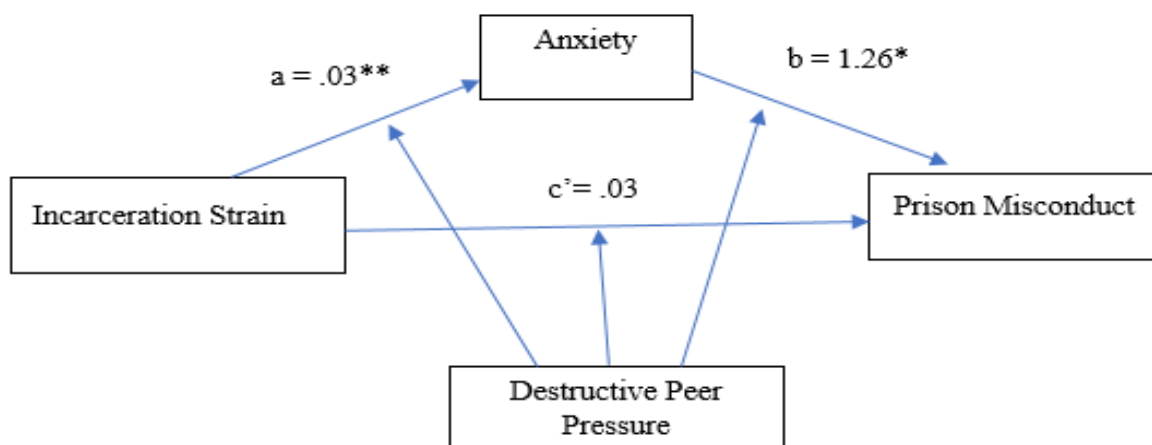 Anxiety
a = .03**
b = 1.26*
Incarceration Strain
c’= .03
Prison Misconduct
Destructive Peer
Pressure